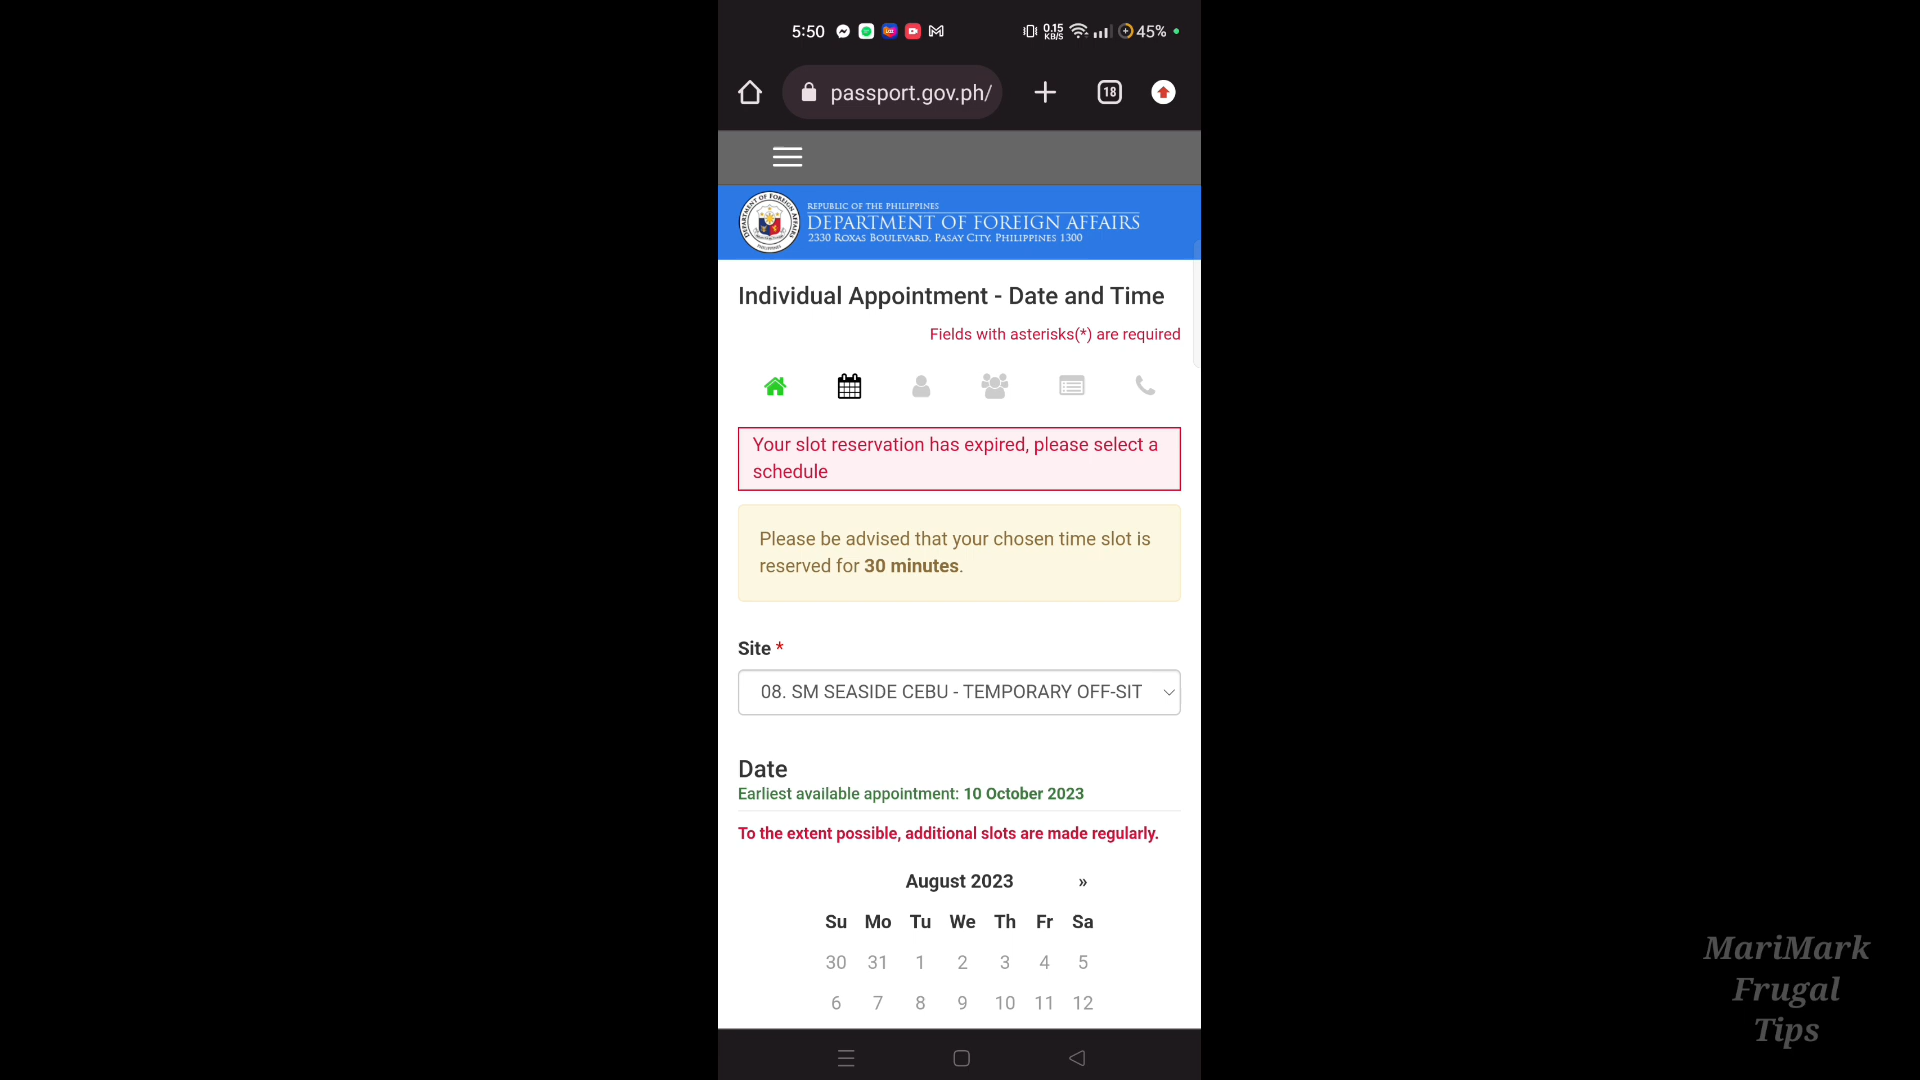 5:50
0.15
KB/S
45%
passport.gov.ph/
18
REPUBLIC OF THE PHILIPPINES
DEPARTMENT OF FOREIGN AFFAIRS
2330 ROXAS BOULEVARD, PASAY CITY, PHILIPPINES 1300
Individual Appointment - Date and Time
Fields with asterisks(*) are required
Your slot reservation has expired, please select a
schedule
Please be advised that your chosen time slot is
reserved for 30 minutes.
Site *
08. SM SEASIDE CEBU - TEMPORARY OFF-SIT
Date
Earliest available appointment: 10 October 2023
To the extent possible, additional slots are made regularly.
August 2023 »
Su Mo Tu We Th Fr Sa
30 31 1 2 3 4 5
6 7 8 9 10 11 12
MariMark
Frugal
Tips